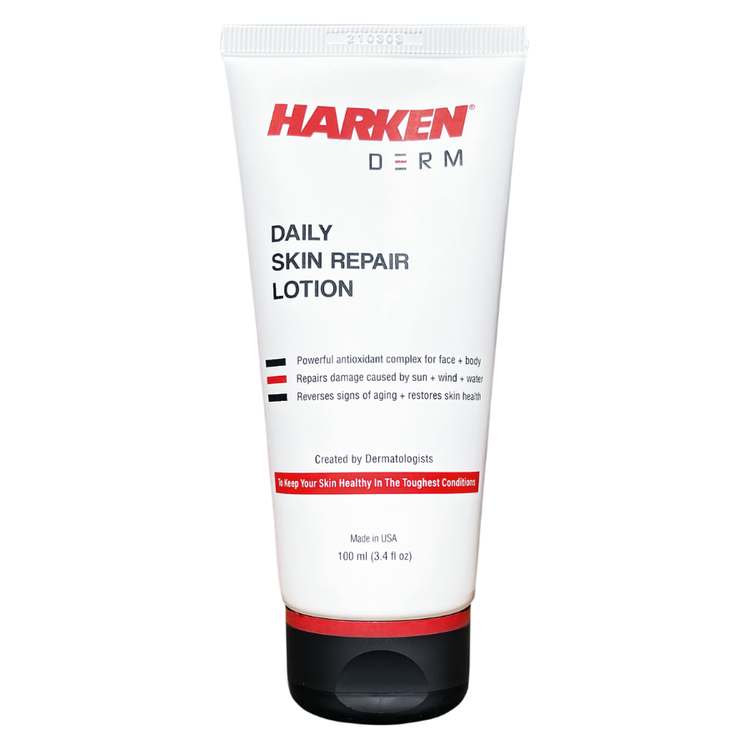 210303
HARKEN®
DERM
DAILY
SKIN REPAIR
LOTION
Powerful antioxidant complex for face + body
Repairs damage caused by sun + wind + water
Reverses signs of aging + restores skin health
Created by Dermatologists
To Keep Your Skin Healthy In The Toughest Conditions
Made in USA
100 ml (3.4 fl oz)